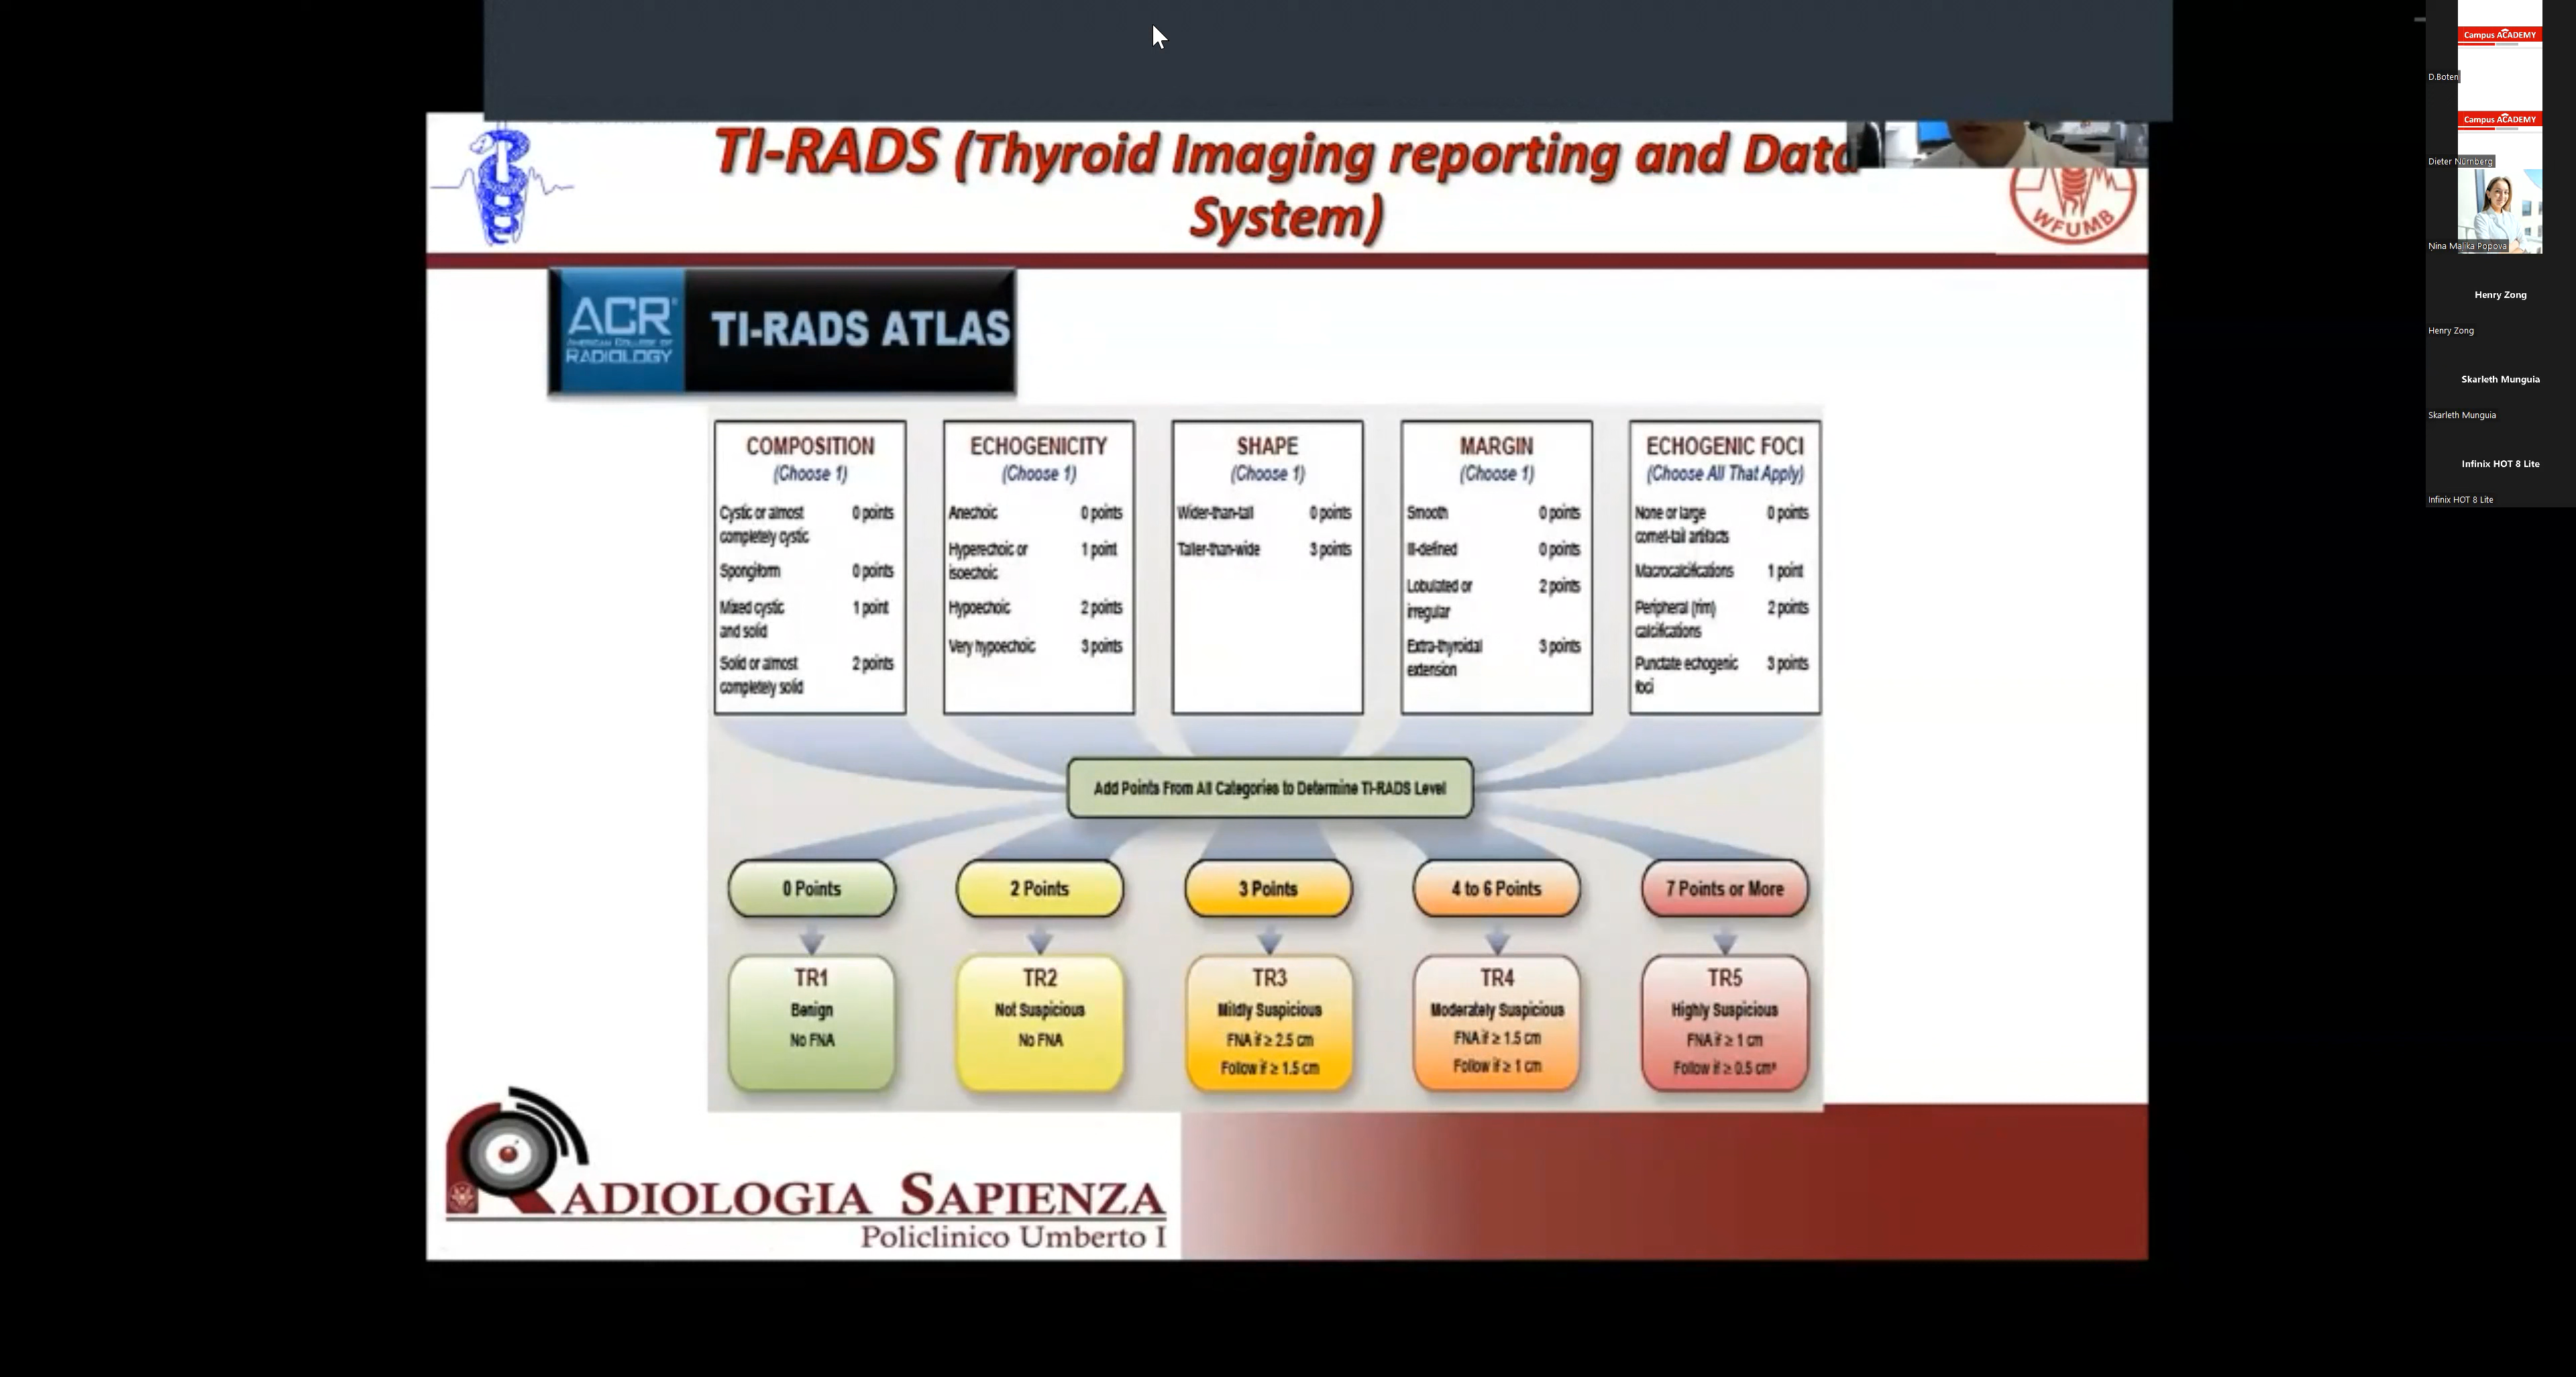 TI-RADS (Thyroid Imaging reporting and Data
System)
WFUMB
ACR
AMERICAN COLLEGE OF
RADIOLOGY
TI-RADS ATLAS
COMPOSITION
(Choose 1)
Cystic or almost completely cystic 0 points
Spongiform 0 points
Mixed cystic and solid 1 point
Solid or almost completely solid 2 points
ECHOGENICITY
(Choose 1)
Anechoic 0 points
Hyperechoic or isoechoic 1 point
Hypoechoic 2 points
Very hypoechoic 3 points
SHAPE
(Choose 1)
Wider-than-tall 0 points
Taller-than-wide 3 points
MARGIN
(Choose 1)
Smooth 0 points
Ill-defined 0 points
Lobulated or irregular 2 points
Extra-thyroidal extension 3 points
ECHOGENIC FOCI
(Choose All That Apply)
None or large comet-tail artifacts 0 points
Macrocalcifications 1 point
Peripheral (rim) calcifications 2 points
Punctate echogenic foci 3 points
Add Points From All Categories to Determine TI-RADS Level
0 Points
2 Points
3 Points
4 to 6 Points
7 Points or More
TR1
Benign
No FNA
TR2
Not Suspicious
No FNA
TR3
Mildly Suspicious
FNA if ≥ 2.5 cm
Follow if ≥ 1.5 cm
TR4
Moderately Suspicious
FNA if ≥ 1.5 cm
Follow if ≥ 1 cm
TR5
Highly Suspicious
FNA if ≥ 1 cm
Follow if ≥ 0.5 cm*
RADIOLOGIA SAPIENZA
Policlinico Umberto I
Campus ACADEMY
D.Boten
Campus ACADEMY
Dieter Nürnberg
Nina Malika Popova
Henry Zong
Henry Zong
Skarleth Munguia
Skarleth Munguia
Infinix HOT 8 Lite
Infinix HOT 8 Lite